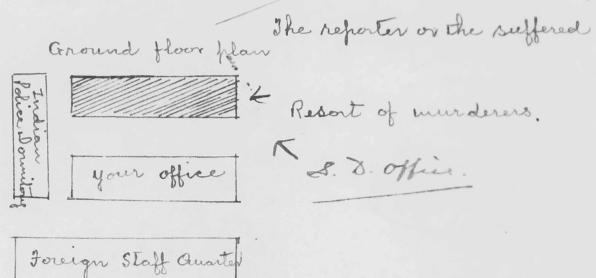 The reporter or the suffered
Ground floor plan
Indian
Police Dormitory
Resort of murderers.
your office
S. D. Office.
Foreign Staff Quarter